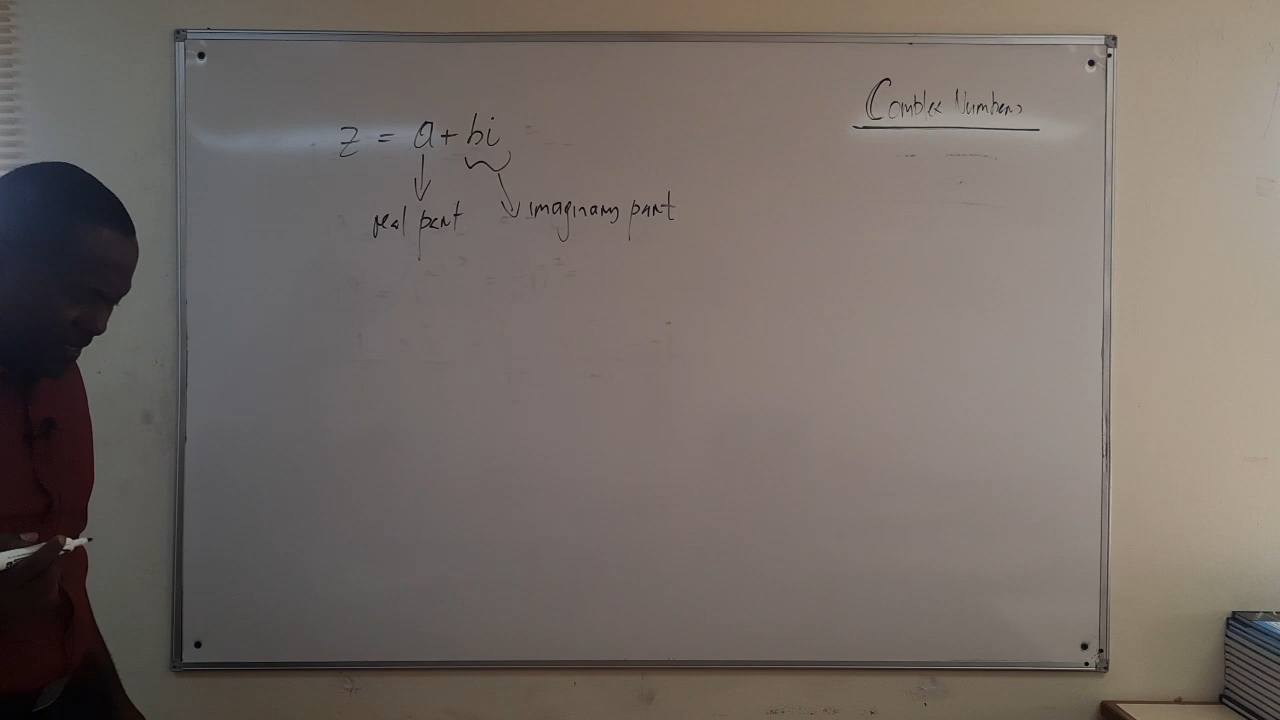 Complex Numbers
z = a + bi
real part
imaginary part